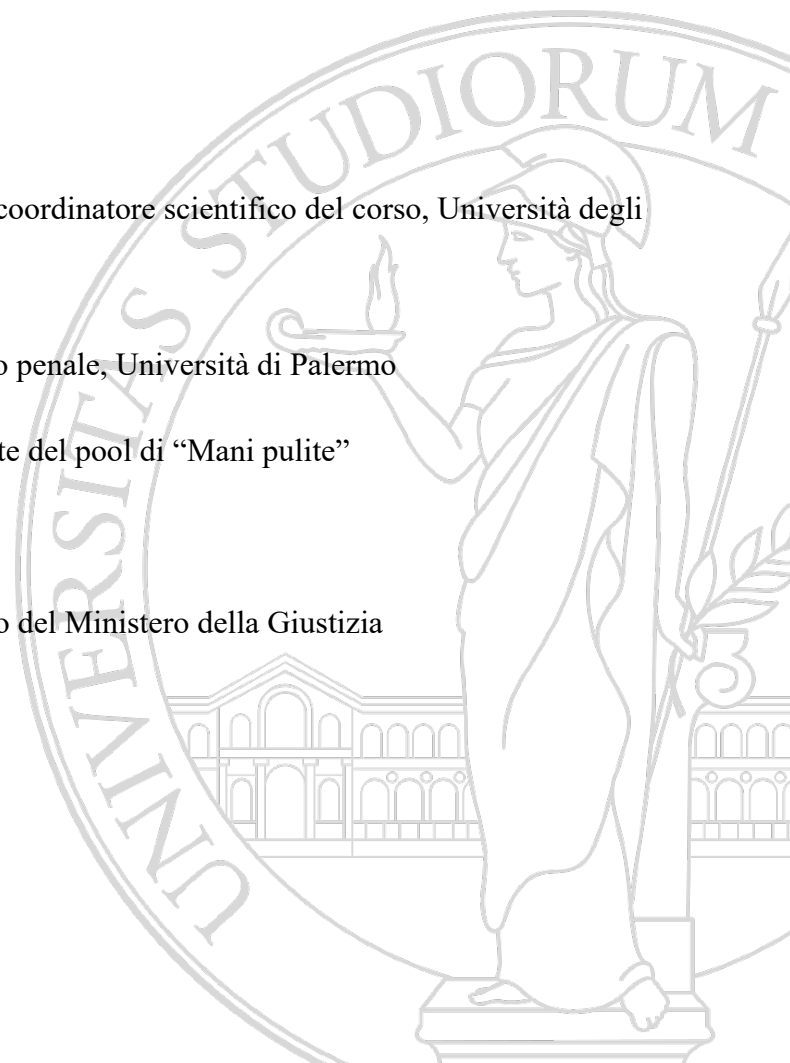 UNIVERSITAS STUDIORUM
coordinatore scientifico del corso, Università degli
o penale, Università di Palermo
te del pool di “Mani pulite”
o del Ministero della Giustizia